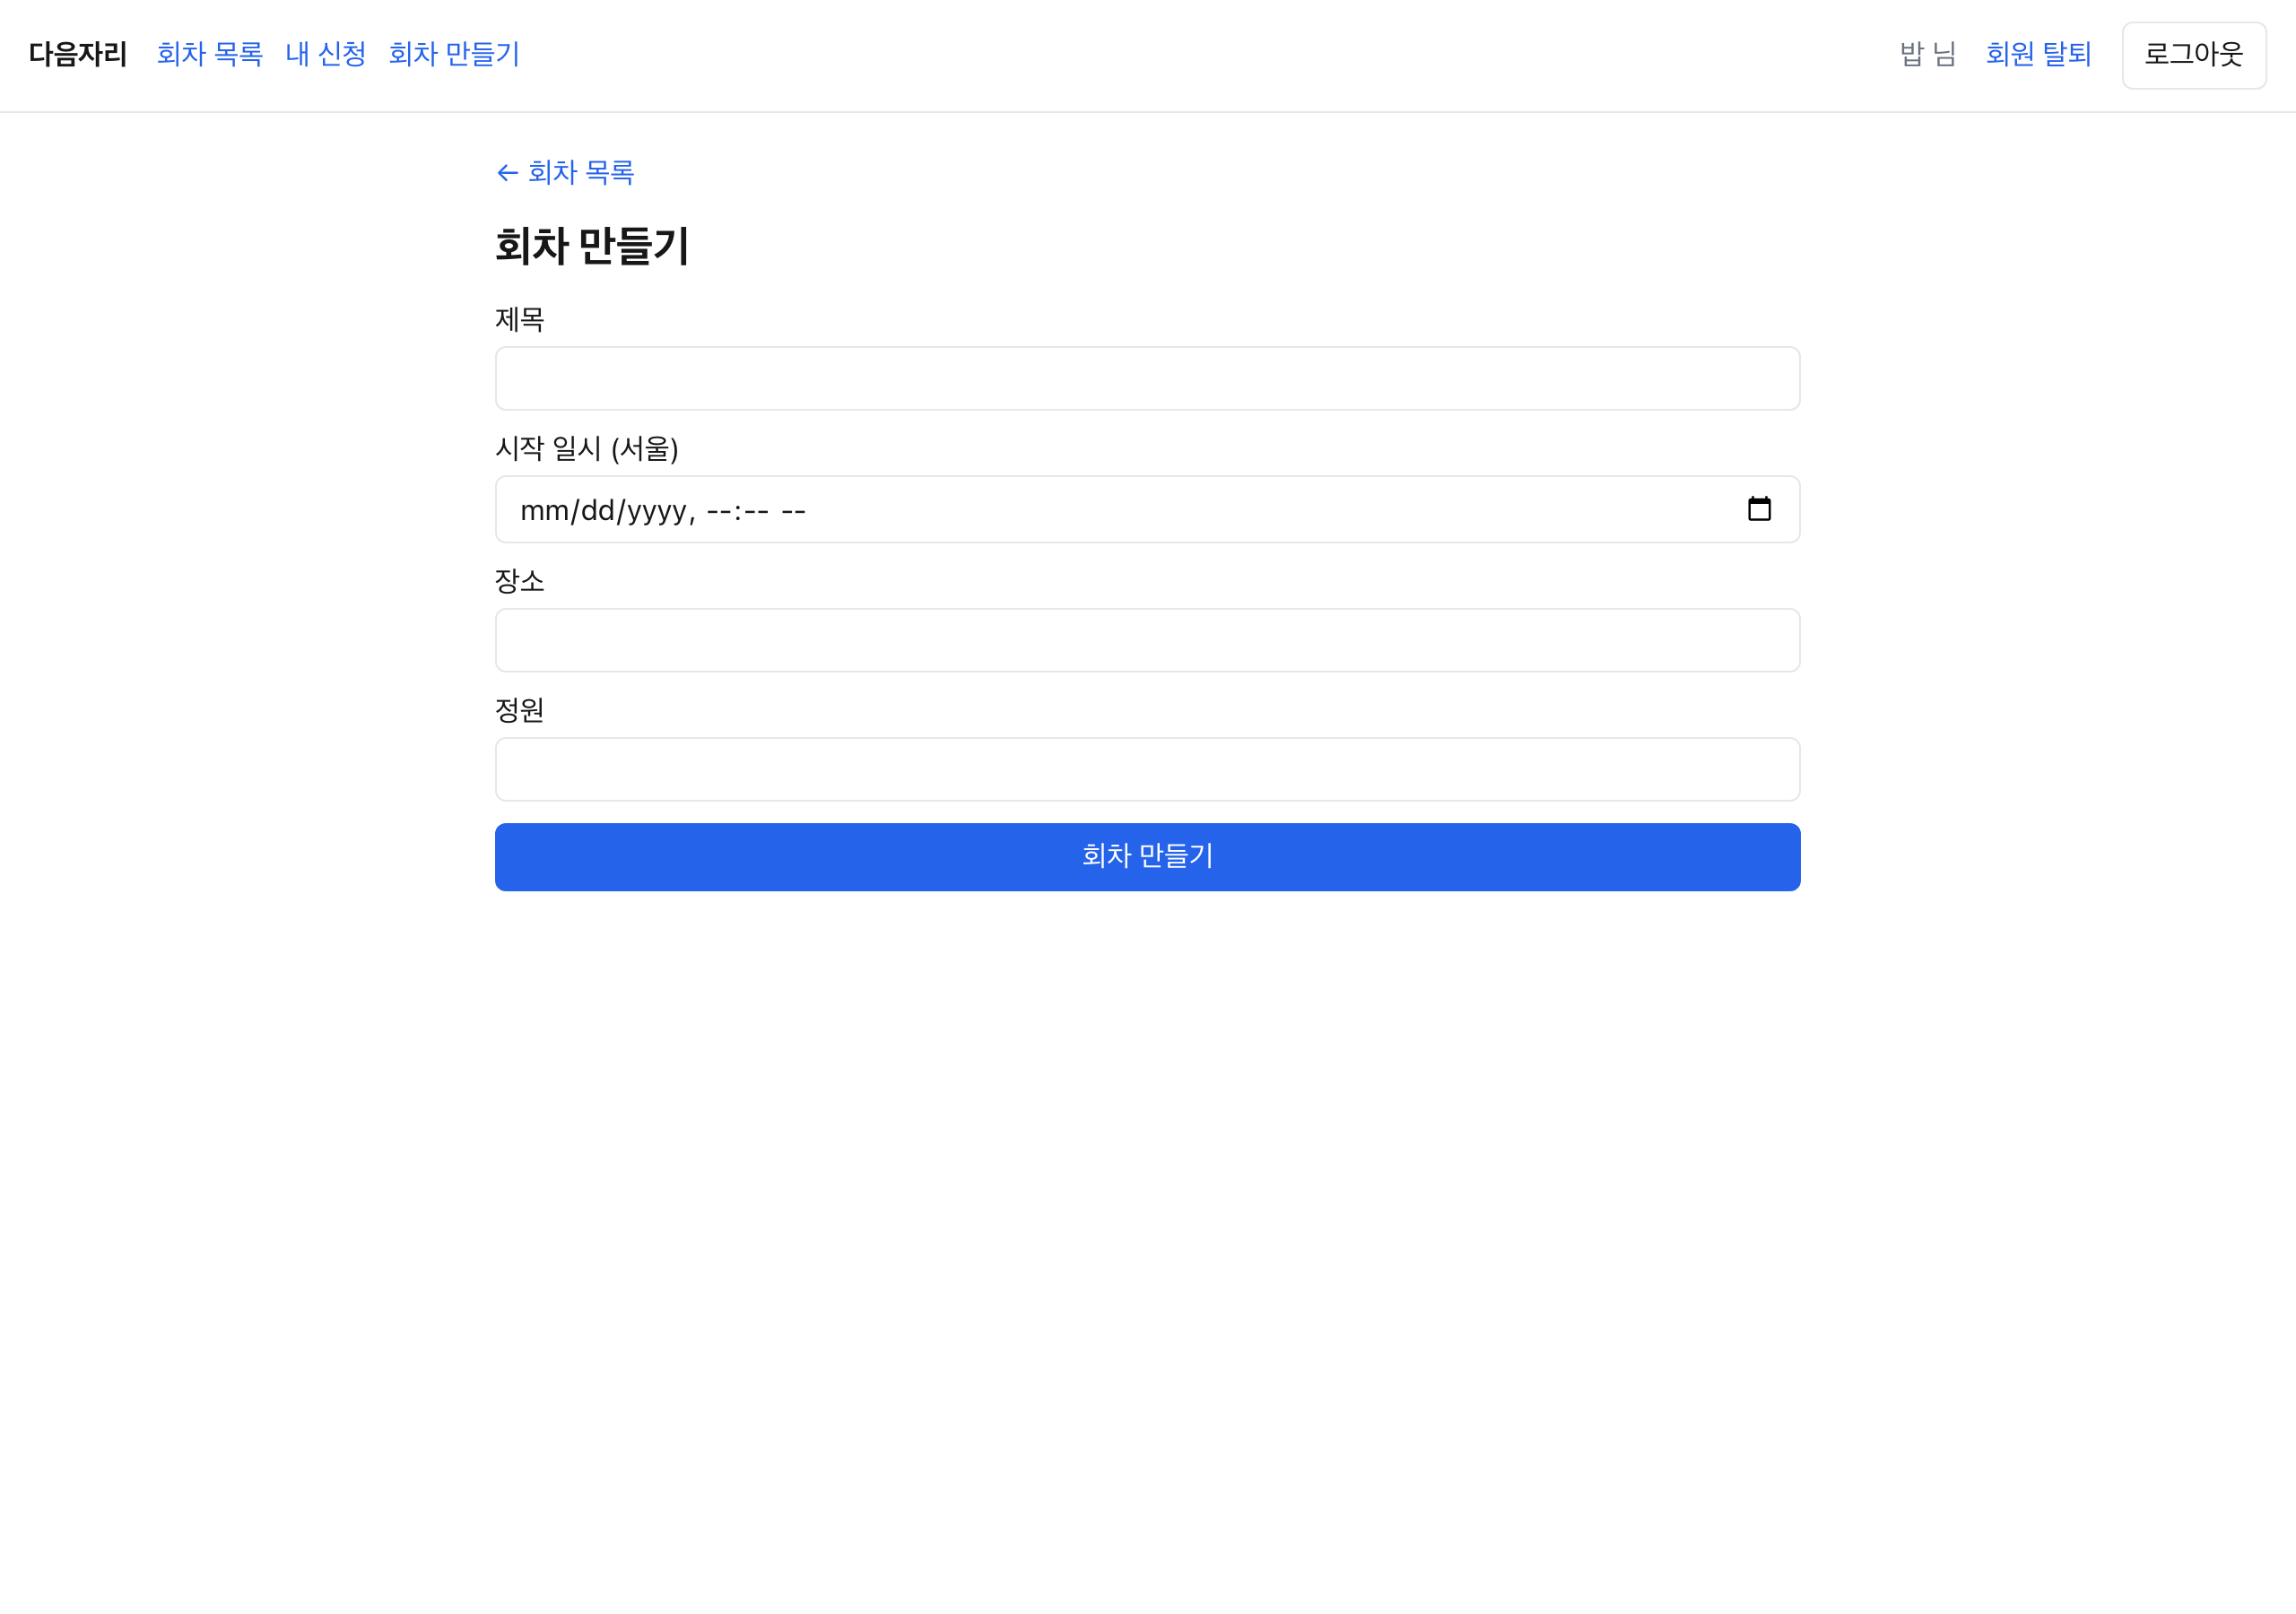 다음자리 회차 목록 내 신청 회차 만들기 밥 님 회원 탈퇴 로그아웃
← 회차 목록
회차 만들기
제목
시작 일시 (서울)
mm/dd/yyyy, --:-- --
장소
정원
회차 만들기